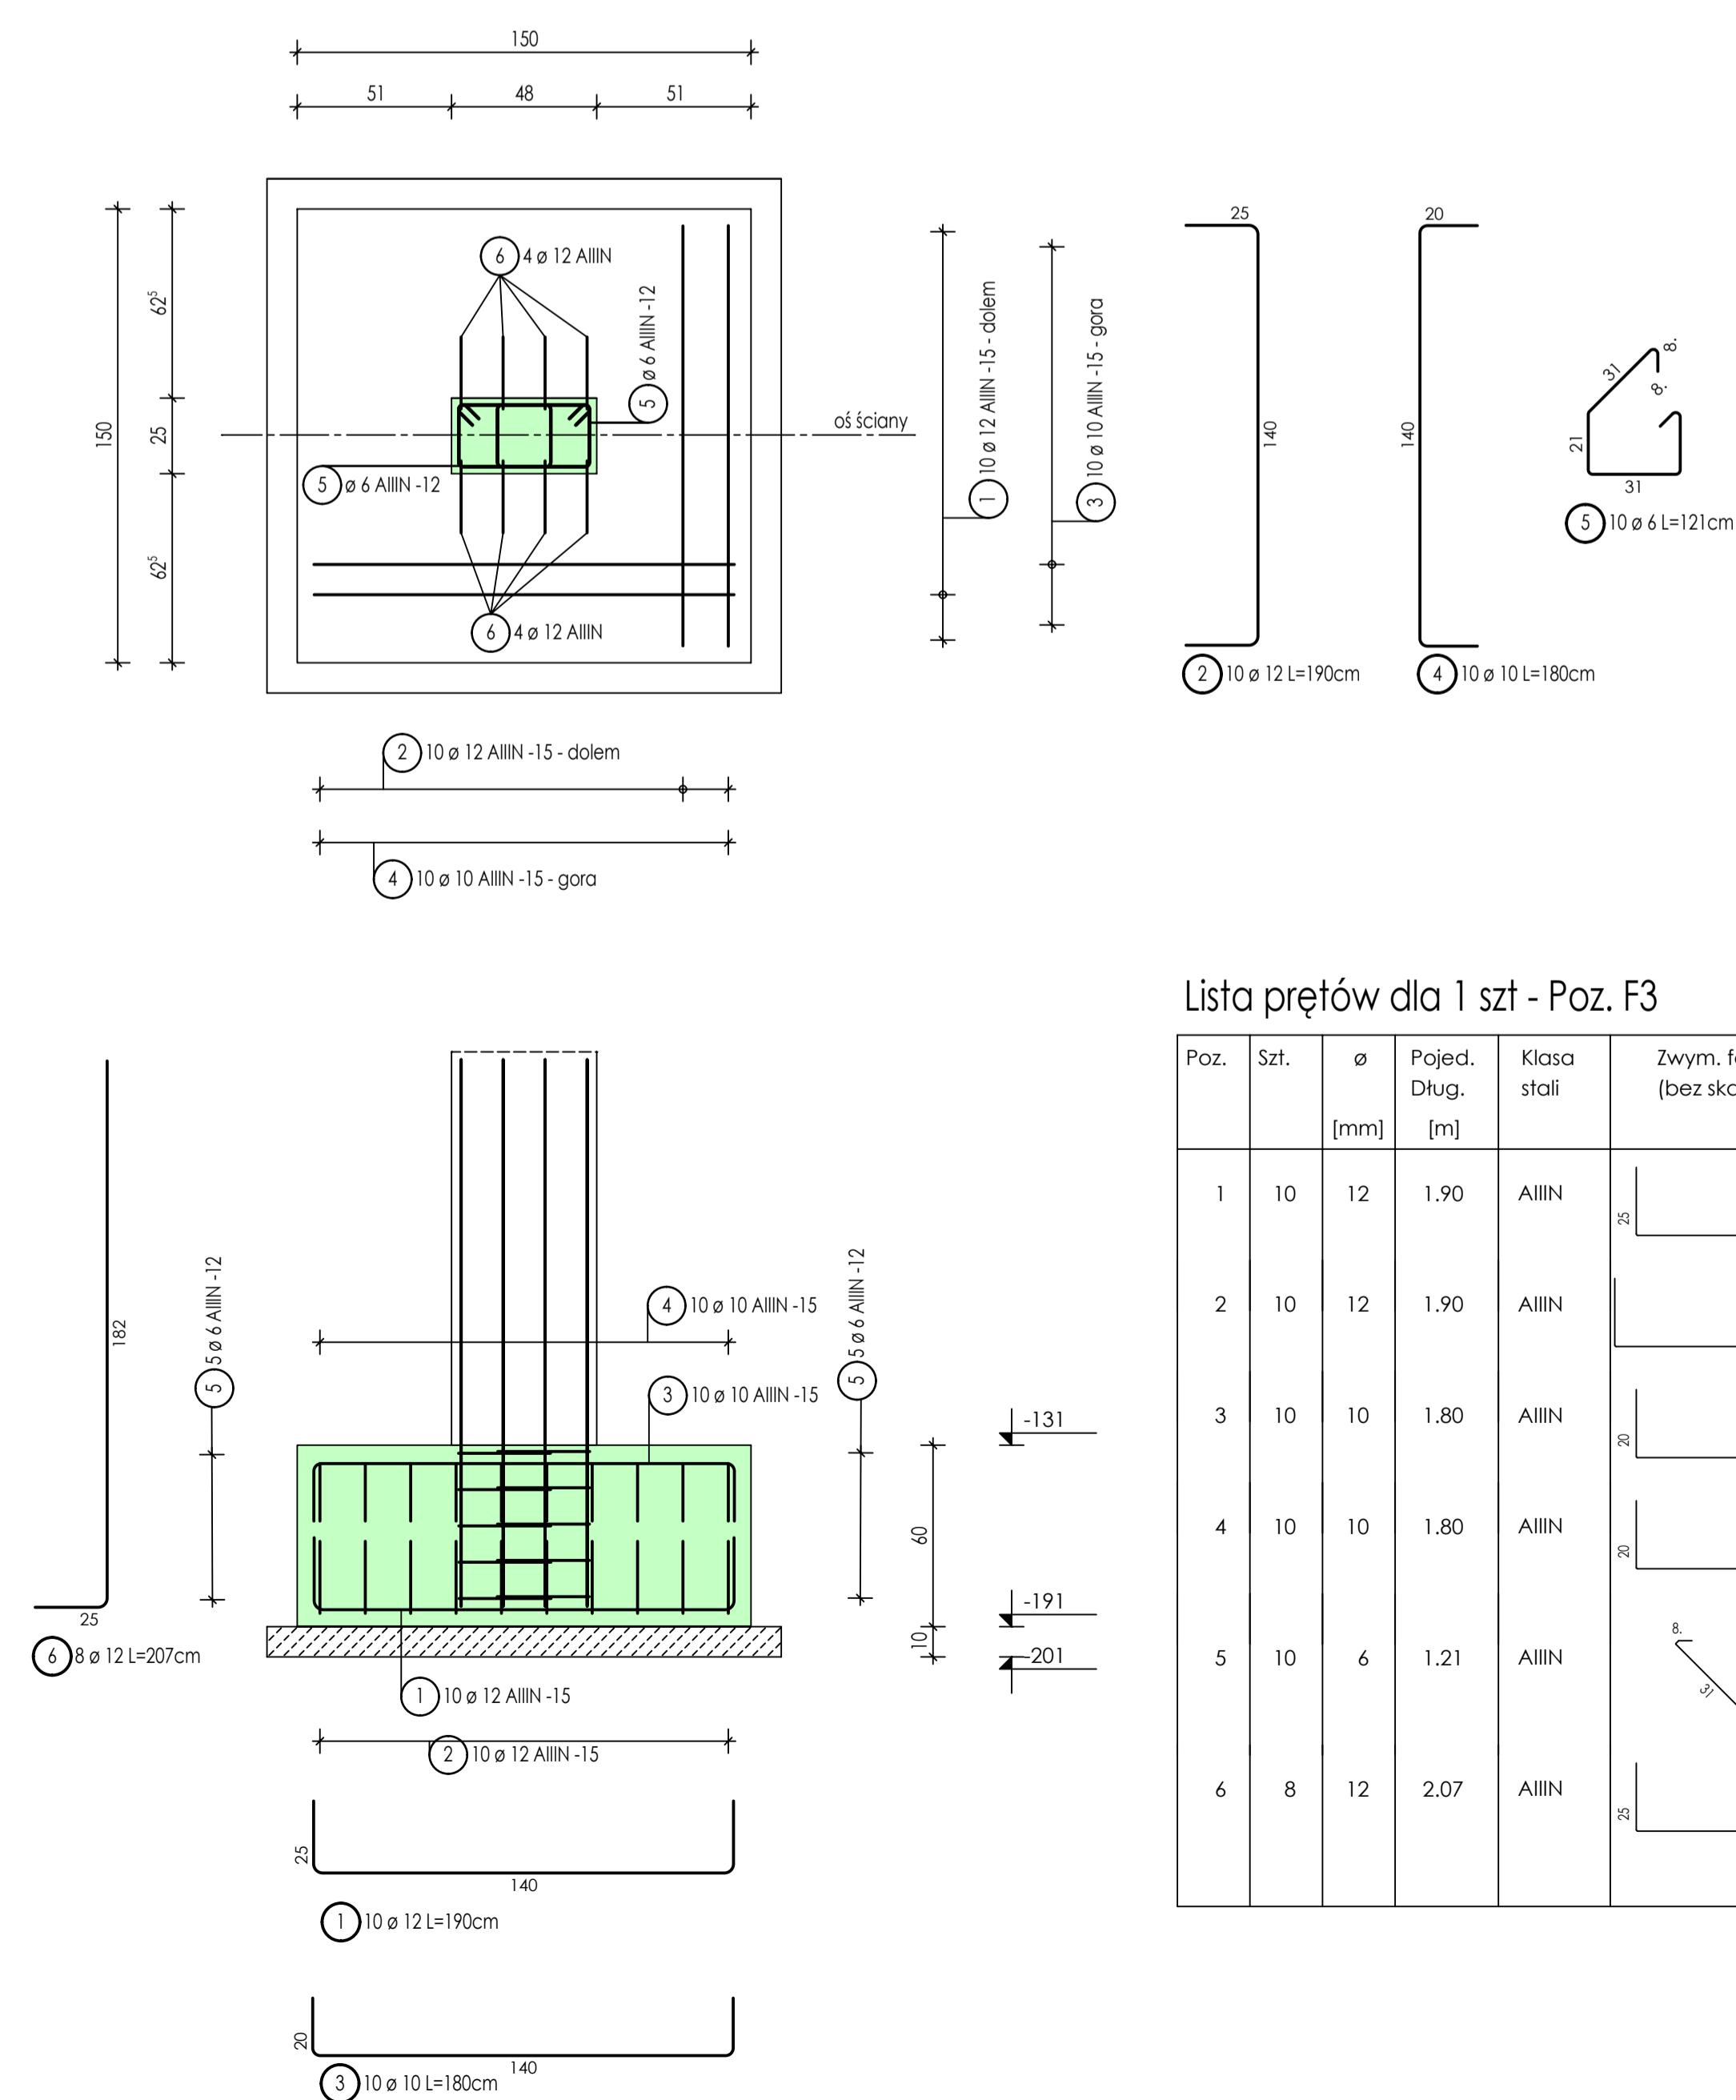 150
51 48 51
6 4 ø 12 AIIIN
5 ø 6 AIIIN -12
5 ø 6 AIIIN -12
6 4 ø 12 AIIIN
oś ściany
150
62⁵
25
62⁵
1 10 ø 12 AIIIN -15 - dolem
3 10 ø 10 AIIIN -15 - gora
2 10 ø 12 AIIIN -15 - dolem
4 10 ø 10 AIIIN -15 - gora
25
140
2 10 ø 12 L=190cm
20
140
4 10 ø 10 L=180cm
31
8.
8.
21
31
5 10 ø 6 L=121cm
182
25
6 8 ø 12 L=207cm
5 5 ø 6 AIIIN -12
4 10 ø 10 AIIIN -15
3 10 ø 10 AIIIN -15
5 5 ø 6 AIIIN -12
60
10
-131
-191
-201
1 10 ø 12 AIIIN -15
2 10 ø 12 AIIIN -15
25
140
1 10 ø 12 L=190cm
20
140
3 10 ø 10 L=180cm
Lista prętów dla 1 szt - Poz. F3
Poz. Szt. ø Pojed. Klasa Zwym. f
Dług. stali (bez ska
[mm] [m]
1 10 12 1.90 AIIIN 25
2 10 12 1.90 AIIIN
3 10 10 1.80 AIIIN 20
4 10 10 1.80 AIIIN 20
5 10 6 1.21 AIIIN 8. 31
6 8 12 2.07 AIIIN 25